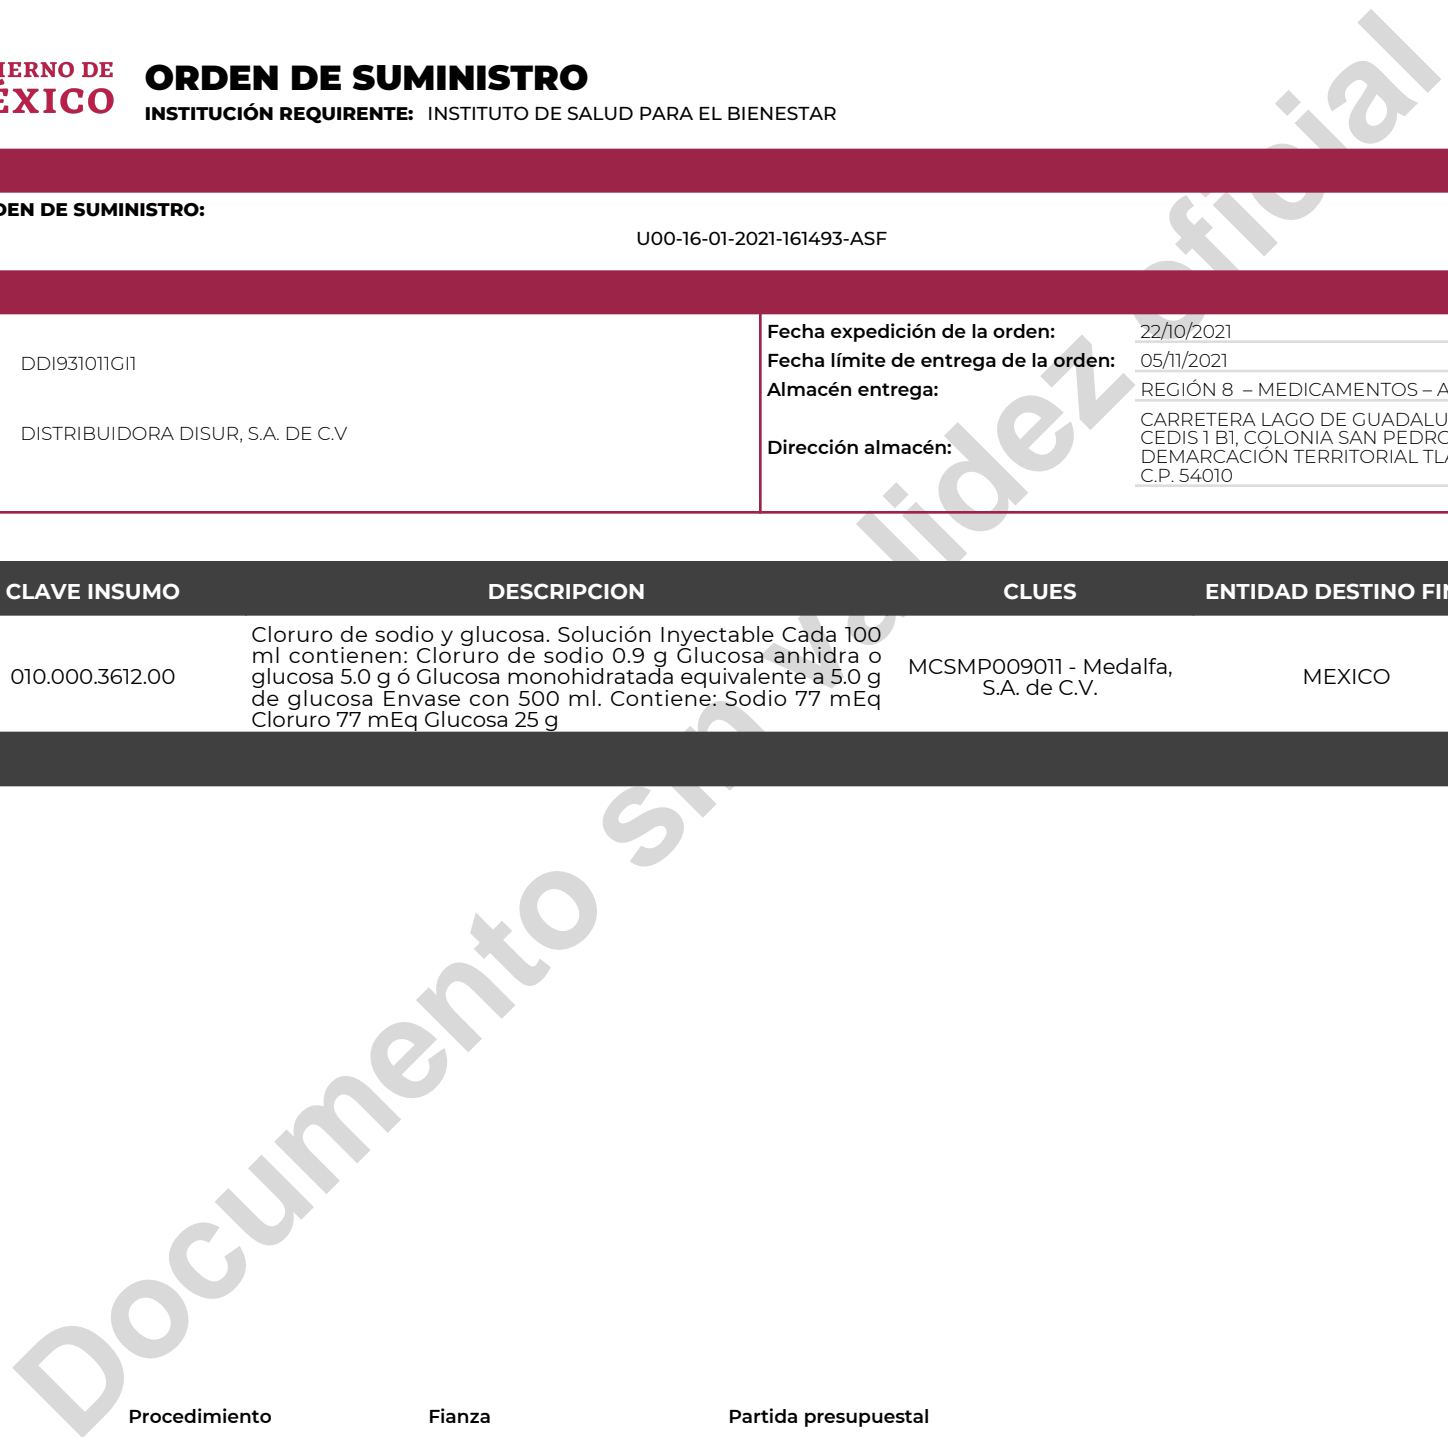 IERNO DE
ÉXICO
ORDEN DE SUMINISTRO
INSTITUCIÓN REQUIRENTE: INSTITUTO DE SALUD PARA EL BIENESTAR
DEN DE SUMINISTRO:
U00-16-01-2021-161493-ASF
DDI931011GI1
DISTRIBUIDORA DISUR, S.A. DE C.V
Fecha expedición de la orden: 22/10/2021
Fecha límite de entrega de la orden: 05/11/2021
Almacén entrega: REGIÓN 8 – MEDICAMENTOS – A
Dirección almacén:
CARRETERA LAGO DE GUADALU
CEDIS 1 B1, COLONIA SAN PEDRO
DEMARCACIÓN TERRITORIAL TLA
C.P. 54010
CLAVE INSUMO DESCRIPCION CLUES ENTIDAD DESTINO FIN
010.000.3612.00
Cloruro de sodio y glucosa. Solución Inyectable Cada 100
ml contienen: Cloruro de sodio 0.9 g Glucosa anhidra o
glucosa 5.0 g ó Glucosa monohidratada equivalente a 5.0 g
de glucosa Envase con 500 ml. Contiene: Sodio 77 mEq
Cloruro 77 mEq Glucosa 25 g
MCSMP009011 - Medalfa,
S.A. de C.V.
MEXICO
Documento sin validez oficial
Procedimiento Fianza Partida presupuestal